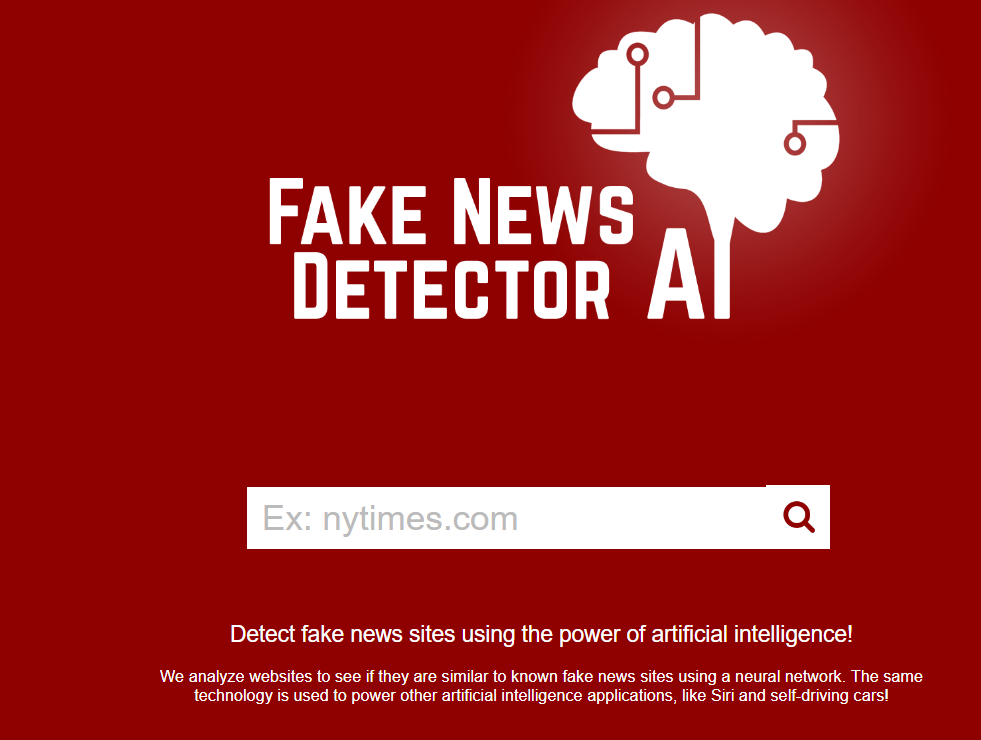 FAKE NEWS
DETECTOR AI
Ex: nytimes.com
Detect fake news sites using the power of artificial intelligence!
We analyze websites to see if they are similar to known fake news sites using a neural network. The same
technology is used to power other artificial intelligence applications, like Siri and self-driving cars!